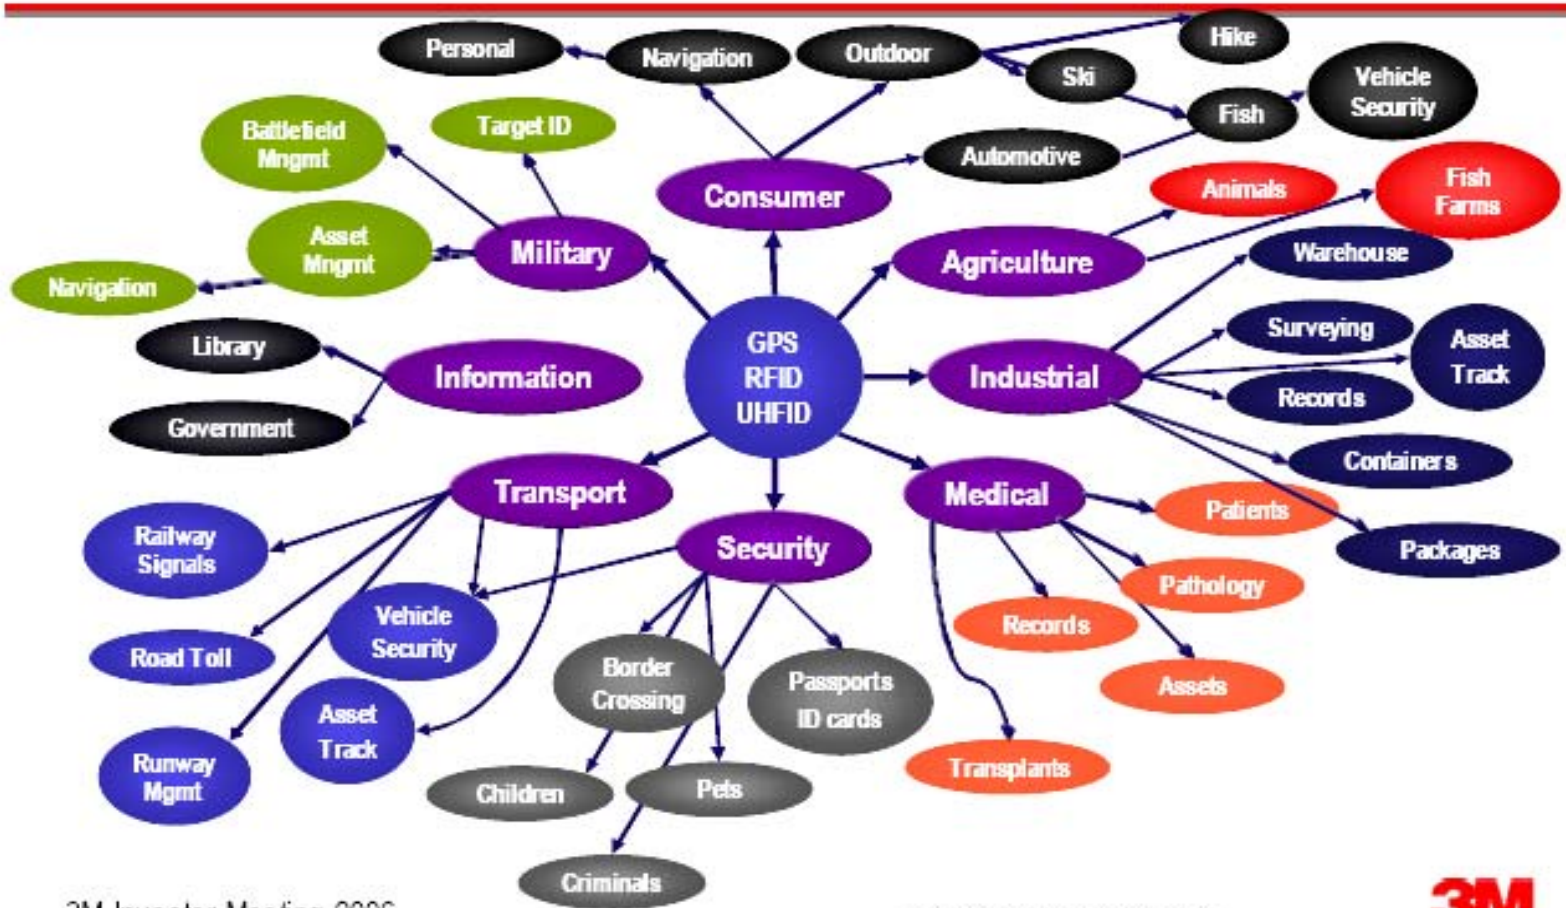 Personal
Navigation
Outdoor
Hike
Ski
Vehicle
Security
Fish
Battlefield
Mngmt
Target ID
Automotive
Consumer
Animals
Fish
Farms
Asset
Mngmt
Military
Agriculture
Warehouse
Navigation
Library
Information
GPS
RFID
UHFID
Industrial
Surveying
Asset
Track
Records
Government
Containers
Transport
Medical
Patients
Railway
Signals
Security
Packages
Pathology
Vehicle
Security
Records
Road Toll
Border
Crossing
Passports
ID cards
Assets
Asset
Track
Runway
Mgmt
Children
Pets
Transplants
Criminals
3M